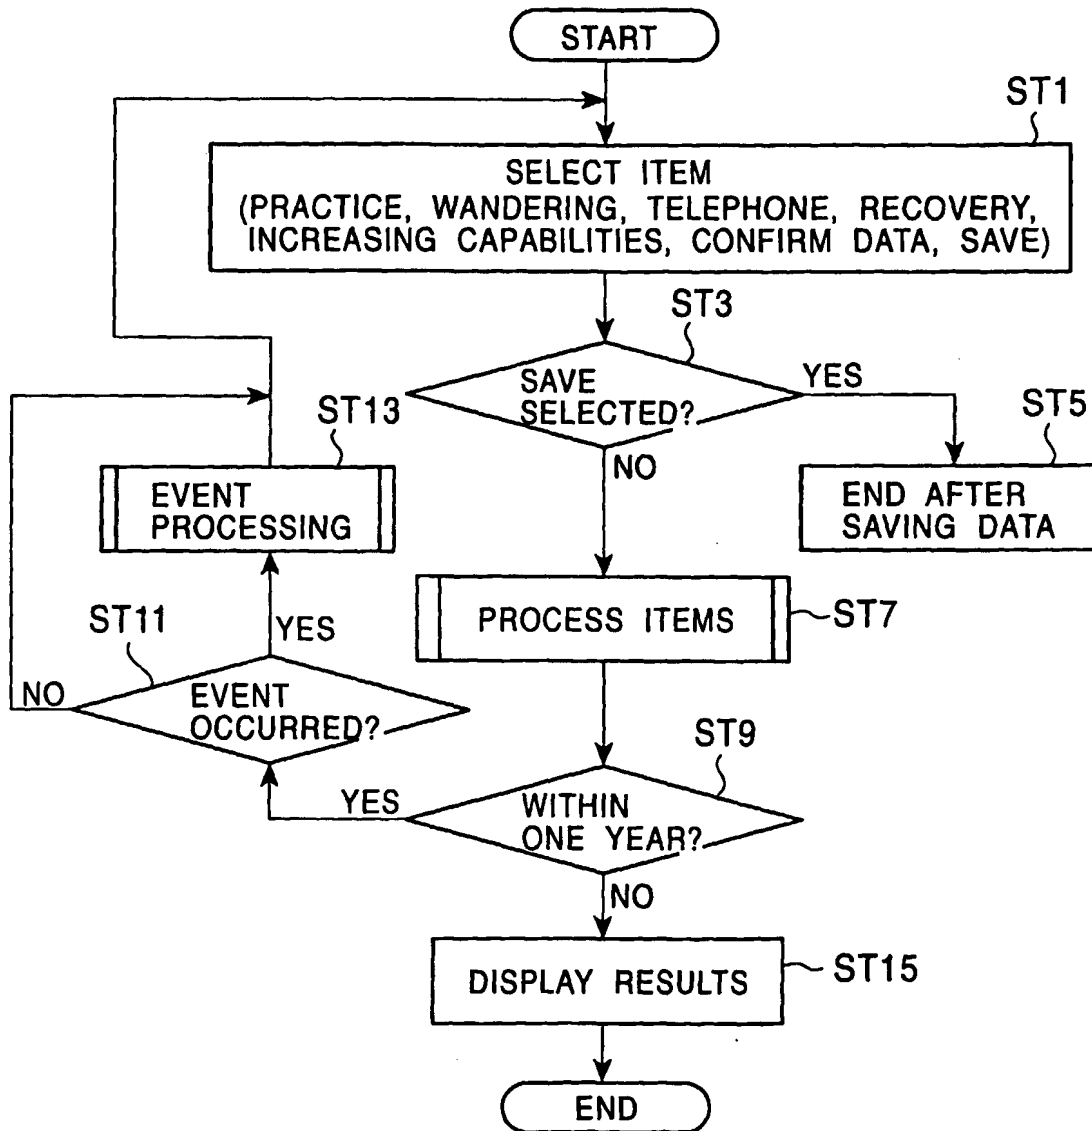 START
ST1
SELECT ITEM
(PRACTICE, WANDERING, TELEPHONE, RECOVERY,
INCREASING CAPABILITIES, CONFIRM DATA, SAVE)
ST3
SAVE
SELECTED?
YES
NO
ST5
END AFTER
SAVING DATA
ST13
EVENT
PROCESSING
PROCESS ITEMS
ST7
ST11
YES
NO
EVENT
OCCURRED?
ST9
YES
WITHIN
ONE YEAR?
NO
DISPLAY RESULTS
ST15
END